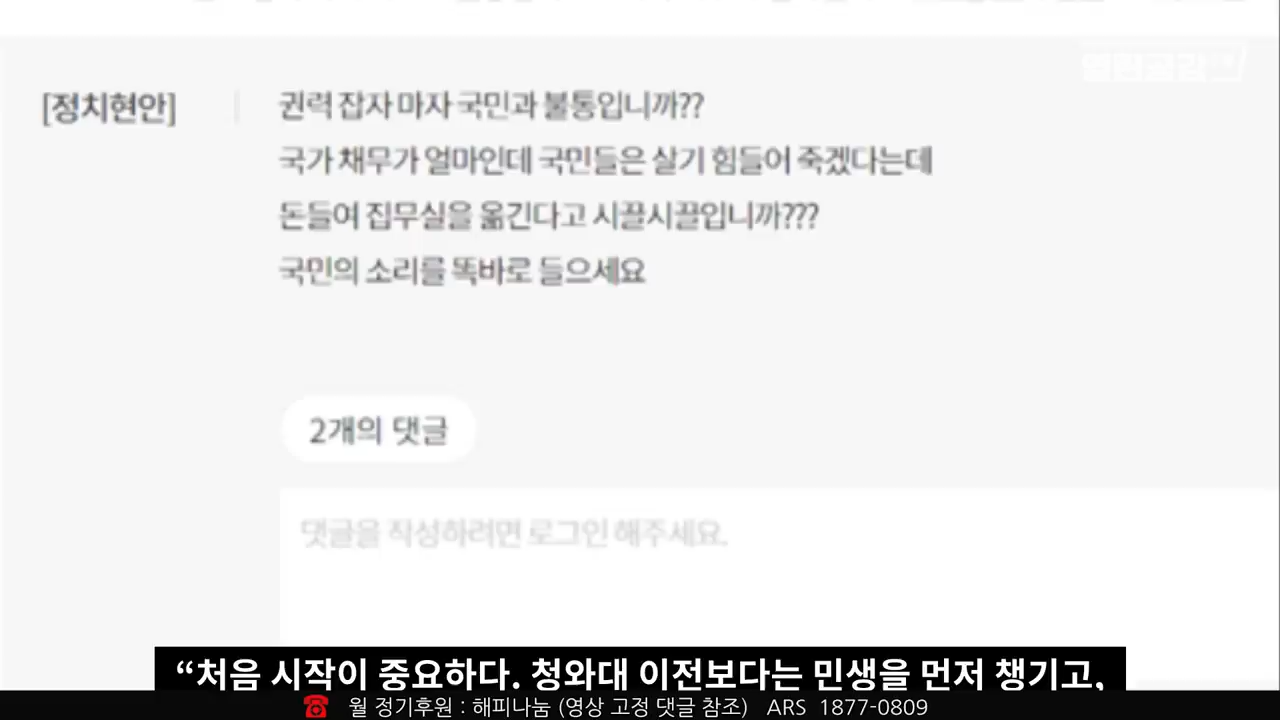 [정치현안]
권력 잡자 마자 국민과 불통입니까??
국가 채무가 얼마인데 국민들은 살기 힘들어 죽겠다는데
돈들여 집무실을 옮긴다고 시끌시끌입니까???
국민의 소리를 똑바로 들으세요
2개의 댓글
댓글을 작성하려면 로그인 해주세요.
“처음 시작이 중요하다. 청와대 이전보다는 민생을 먼저 챙기고,
월 정기후원 : 해피나눔 (영상 고정 댓글 참조) ARS 1877-0809